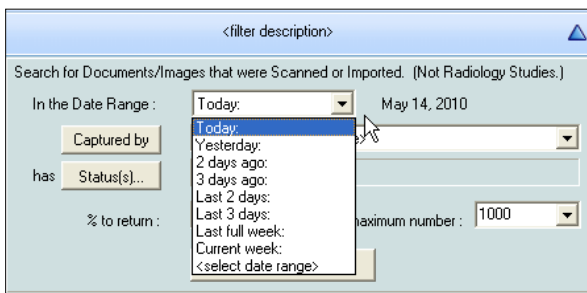 <filter description>
Search for Documents/Images that were Scanned or Imported. (Not Radiology Studies.)
In the Date Range : Today: May 14, 2010
Captured by
Today:
Yesterday:
2 days ago:
has Status(s)...
3 days ago:
Last 2 days:
% to return :
Last 3 days:
number : 1000
Last full week:
Current week:
<select date range>